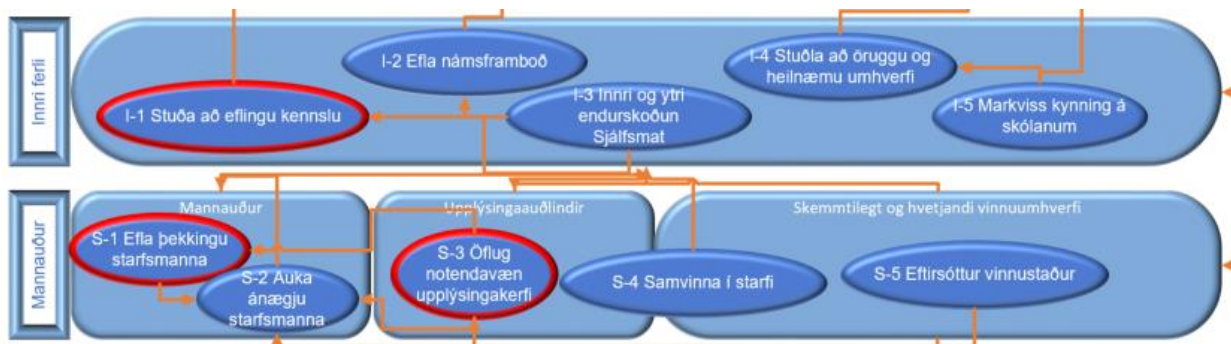 Innri ferli
I-2 Efla námsframboð
I-4 Stuðla að öruggu og
heilnæmu umhverfi
I-1 Stuða að eflingu kennslu
I-3 Innri og ytri
endurskoðun
Sjálfsmat
I-5 Markviss kynning á
skólanum
Mannauður
Mannauður
Upplýsingaauðlindir
Skemmtilegt og hvetjandi vinnuumhverfi
S-1 Efla þekkingu
starfsmanna
S-2 Auka
ánægju
starfsmanna
S-3 Öflug
notendavæn
upplýsingakerfi
S-4 Samvinna í starfi
S-5 Eftirsóttur vinnustaður